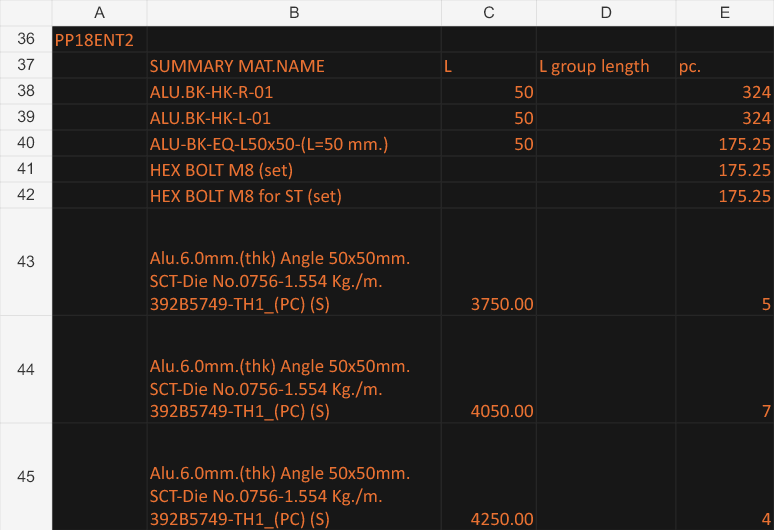 A B C D E
36 PP18ENT2
37 SUMMARY MAT.NAME L L group length pc.
38 ALU.BK-HK-R-01 50 324
39 ALU.BK-HK-L-01 50 324
40 ALU-BK-EQ-L50x50-(L=50 mm.) 50 175.25
41 HEX BOLT M8 (set) 175.25
42 HEX BOLT M8 for ST (set) 175.25
Alu.6.0mm.(thk) Angle 50x50mm.
43 SCT-Die No.0756-1.554 Kg./m.
392B5749-TH1_(PC) (S) 3750.00 5
Alu.6.0mm.(thk) Angle 50x50mm.
44 SCT-Die No.0756-1.554 Kg./m.
392B5749-TH1_(PC) (S) 4050.00 7
Alu.6.0mm.(thk) Angle 50x50mm.
45 SCT-Die No.0756-1.554 Kg./m.
392B5749-TH1_(PC) (S) 4250.00 4